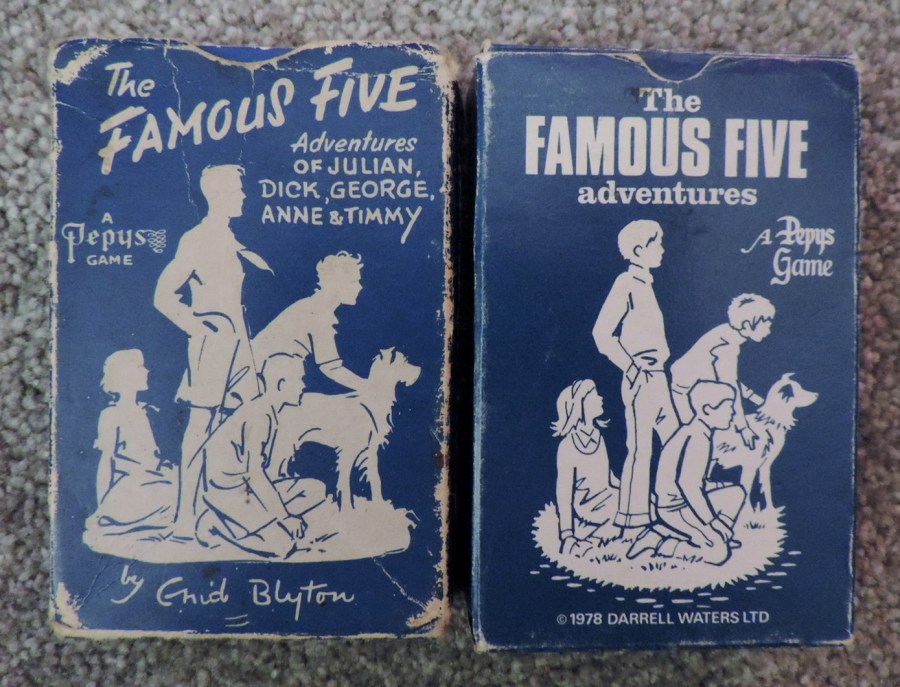 The
FAMOUS FIVE
Adventures
OF JULIAN,
DICK, GEORGE,
ANNE & TIMMY
A
Pepys
GAME
by Enid Blyton
The
FAMOUS FIVE
adventures
A Pepys
Game
© 1978 DARRELL WATERS LTD